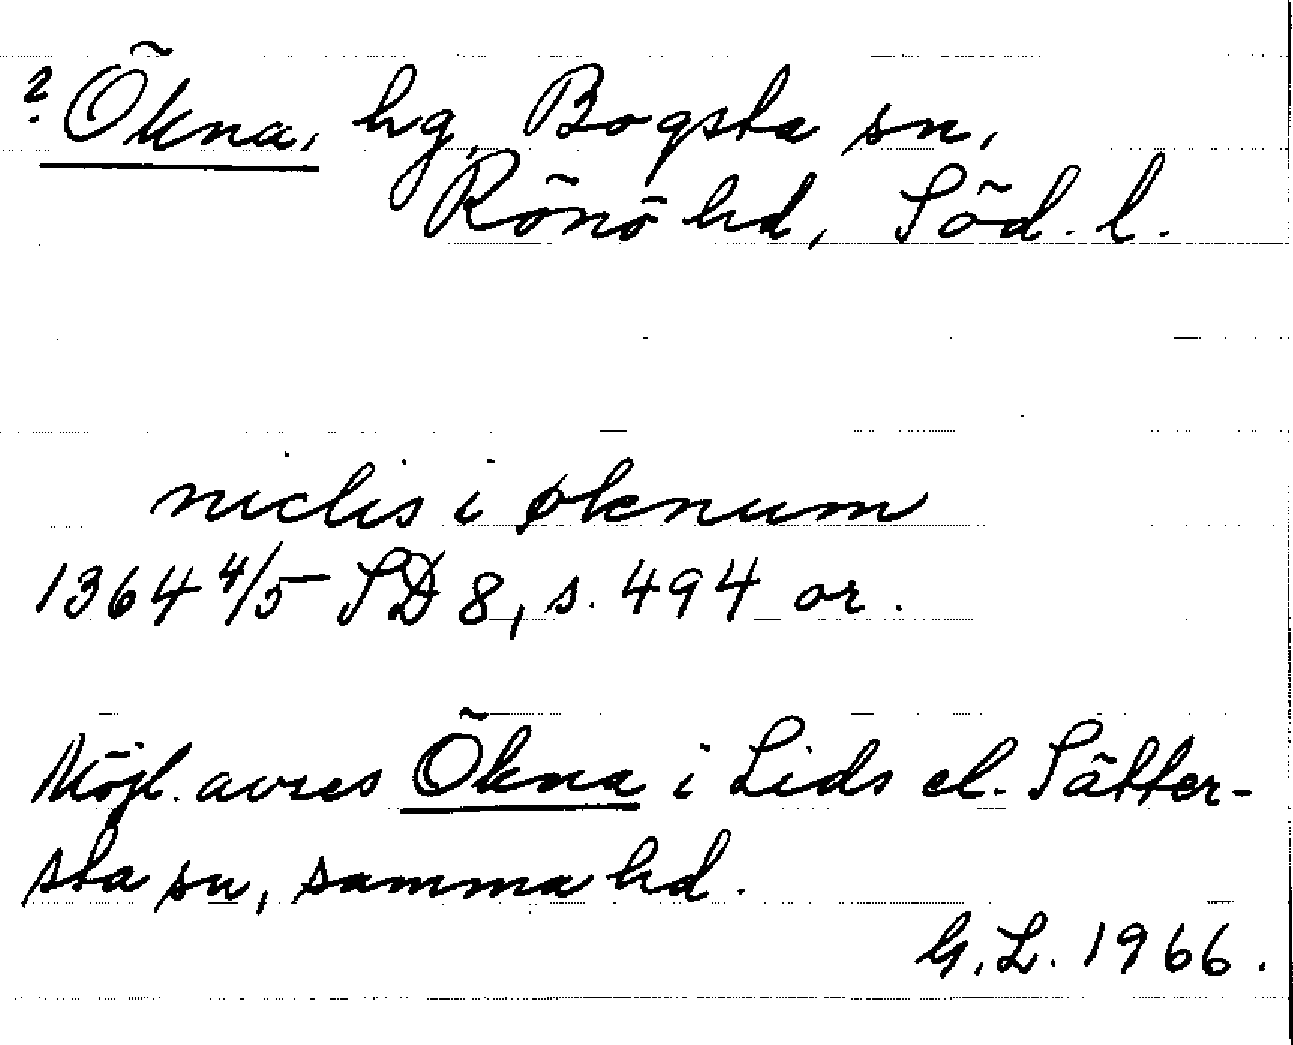 ? Ökna, hg, Bogsta sn,
Rönö hd, Söd. l.
niclis i øknum
1364 4/5 SD 8, s. 494 or.
Möjl. avses Ökna i Lids el. Sätter-
sta sn, samma hd.
G.L. 1966.